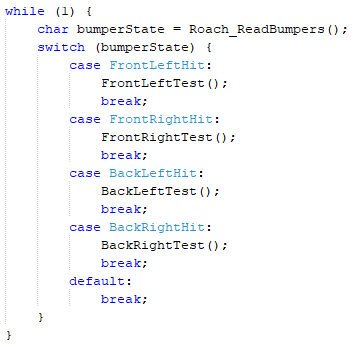 while (1) {
    char bumperState = Roach_ReadBumpers();
    switch (bumperState) {
        case FrontLeftHit:
            FrontLeftTest();
            break;
        case FrontRightHit:
            FrontRightTest();
            break;
        case BackLeftHit:
            BackLeftTest();
            break;
        case BackRightHit:
            BackRightTest();
            break;
        default:
            break;
    }
}